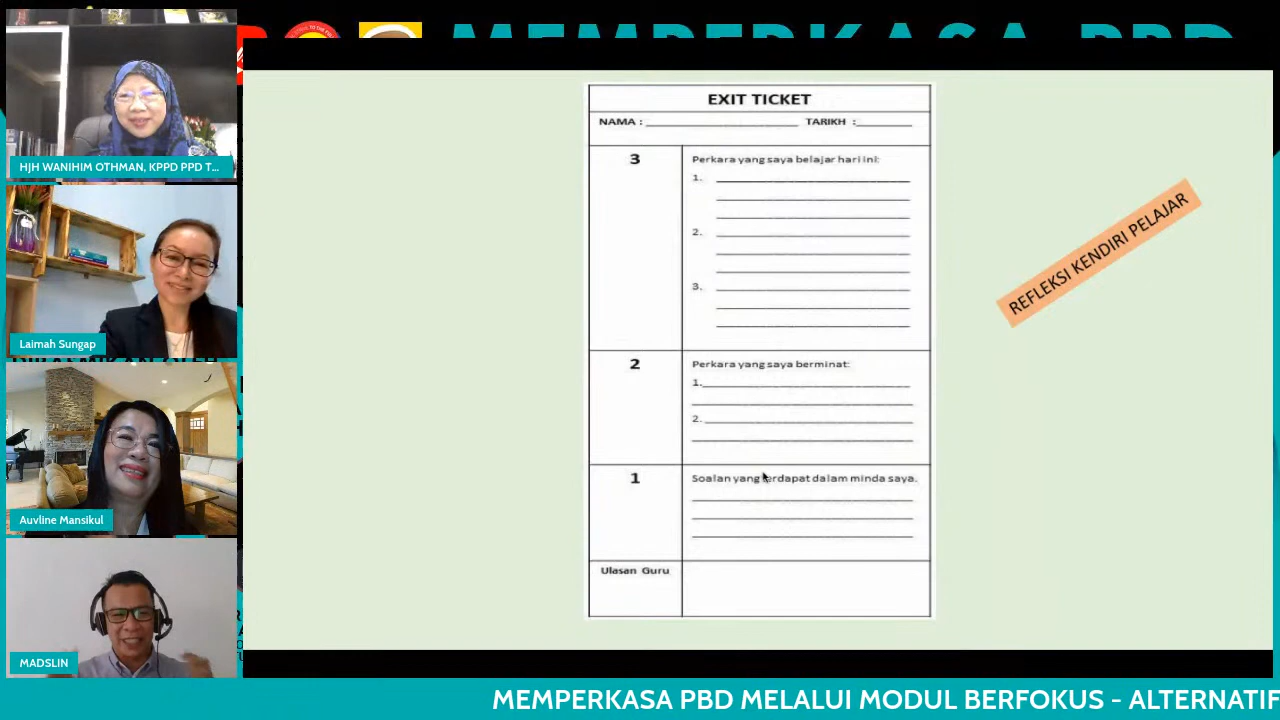 MEMPERKASA PBD
HJH WANIHIM OTHMAN, KPPD PPD T...
Laimah Sungap
Auvline Mansikul
MADSLIN
EXIT TICKET
NAMA : TARIKH :
3
Perkara yang saya belajar hari ini:
1.
2.
3.
2
Perkara yang saya berminat:
1.
2.
1
Soalan yang terdapat dalam minda saya.
Ulasan Guru
REFLEKSI KENDIRI PELAJAR
MEMPERKASA PBD MELALUI MODUL BERFOKUS - ALTERNATIF